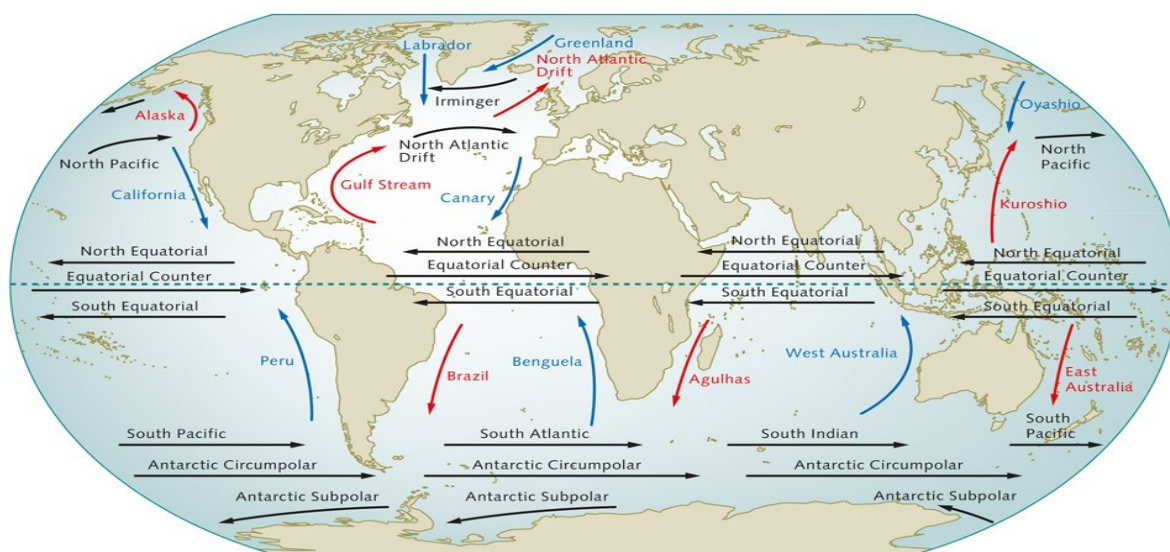 Labrador
Greenland
North Atlantic
Drift
Irminger
Alaska
Oyashio
North Pacific
North Atlantic
Drift
North
Pacific
California
Gulf Stream
Canary
Kuroshio
North Equatorial
North Equatorial
North Equatorial
North Equatorial
Equatorial Counter
Equatorial Counter
Equatorial Counter
Equatorial Counter
South Equatorial
South Equatorial
South Equatorial
South Equatorial
Peru
Brazil
Benguela
Agulhas
West Australia
East
Australia
South Pacific
South Atlantic
South Indian
South
Pacific
Antarctic Circumpolar
Antarctic Circumpolar
Antarctic Circumpolar
Antarctic Subpolar
Antarctic Subpolar
Antarctic Subpolar